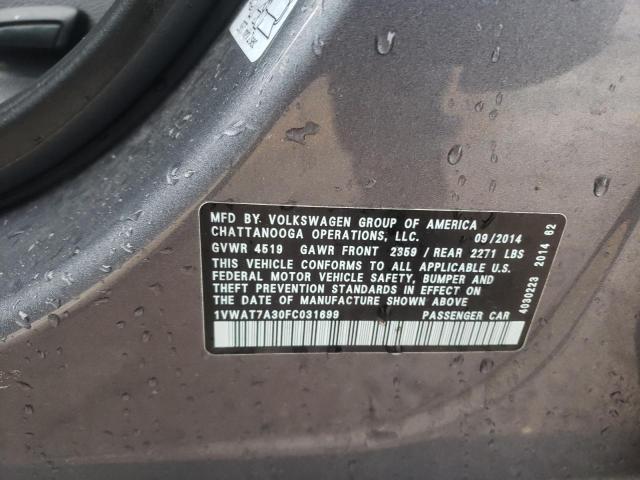 MFD BY. VOLKSWAGEN GROUP OF AMERICA
CHATTANOOGA OPERATIONS, LLC. 09/2014
GVWR 4519 GAWR FRONT 2359 / REAR 2271 LBS
THIS VEHICLE CONFORMS TO ALL APPLICABLE U.S.
FEDERAL MOTOR VEHICLE SAFETY, BUMPER AND
THEFT PREVENTION STANDARDS IN EFFECT ON THE
DATE OF MANUFACTURE SHOWN ABOVE
1VWAT7A30FC031699 PASSENGER CAR
4030223 2014 62